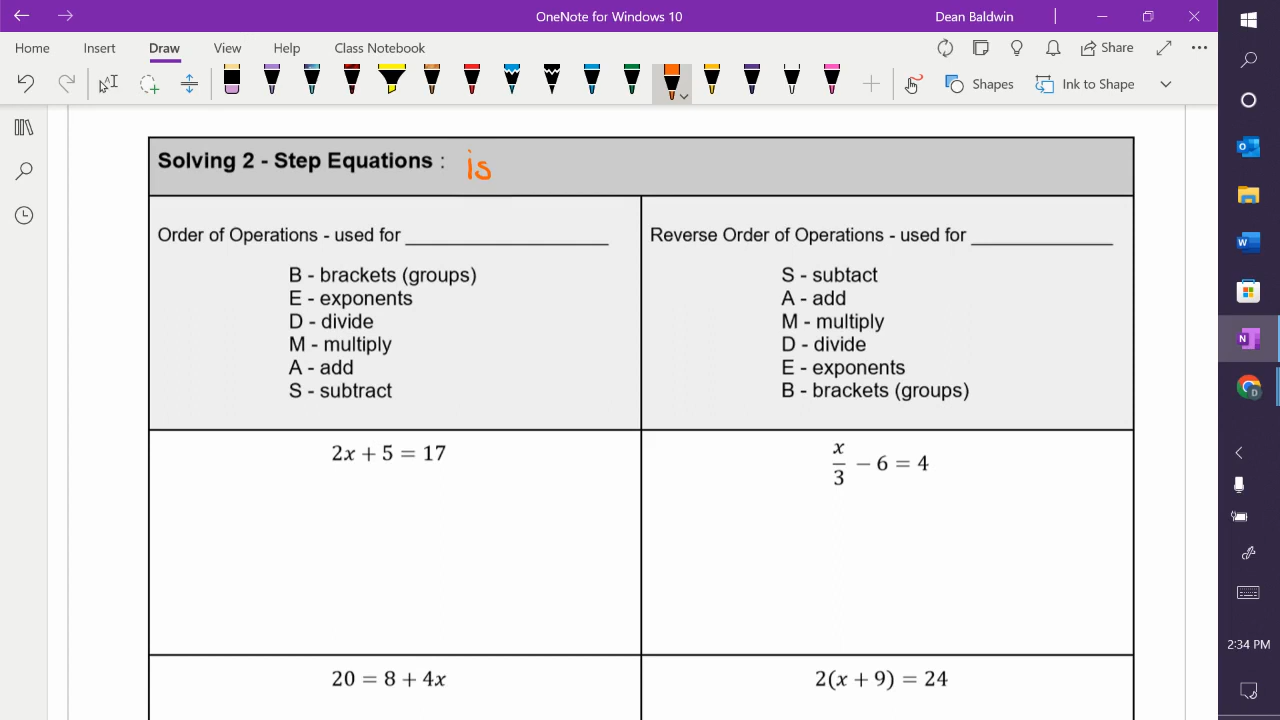 OneNote for Windows 10
Dean Baldwin
Home Insert Draw View Help Class Notebook
Share
Shapes
Ink to Shape
Solving 2 - Step Equations : is
Order of Operations - used for ____________________
B - brackets (groups)
E - exponents
D - divide
M - multiply
A - add
S - subtract
Reverse Order of Operations - used for ______________
S - subtact
A - add
M - multiply
D - divide
E - exponents
B - brackets (groups)
2x + 5 = 17
x/3 − 6 = 4
20 = 8 + 4x
2(x + 9) = 24
2:34 PM